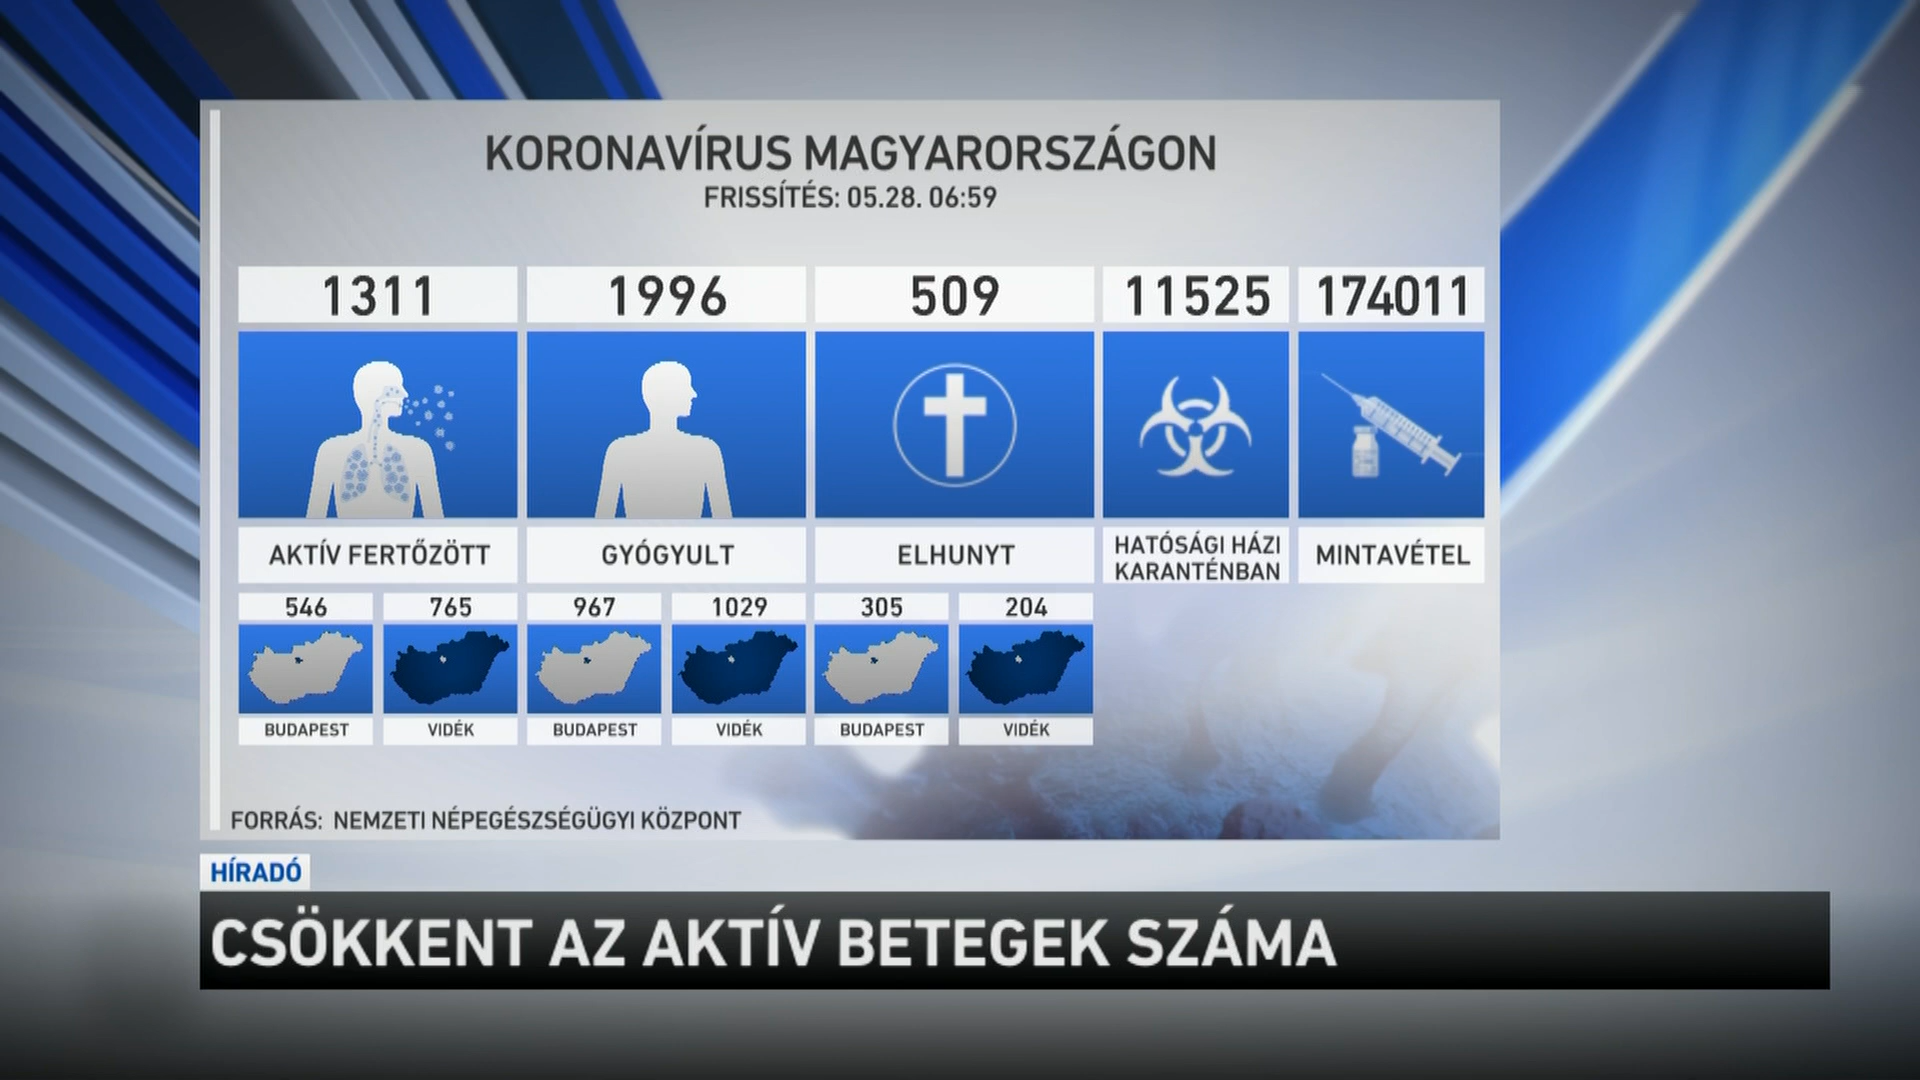 KORONAVÍRUS MAGYARORSZÁGON
FRISSÍTÉS: 05.28. 06:59
1311 1996 509 11525 174011
AKTÍV FERTŐZÖTT GYÓGYULT ELHUNYT HATÓSÁGI HÁZI KARANTÉNBAN MINTAVÉTEL
546 765 967 1029 305 204
BUDAPEST VIDÉK BUDAPEST VIDÉK BUDAPEST VIDÉK
FORRÁS: NEMZETI NÉPEGÉSZSÉGÜGYI KÖZPONT
HÍRADÓ
CSÖKKENT AZ AKTÍV BETEGEK SZÁMA